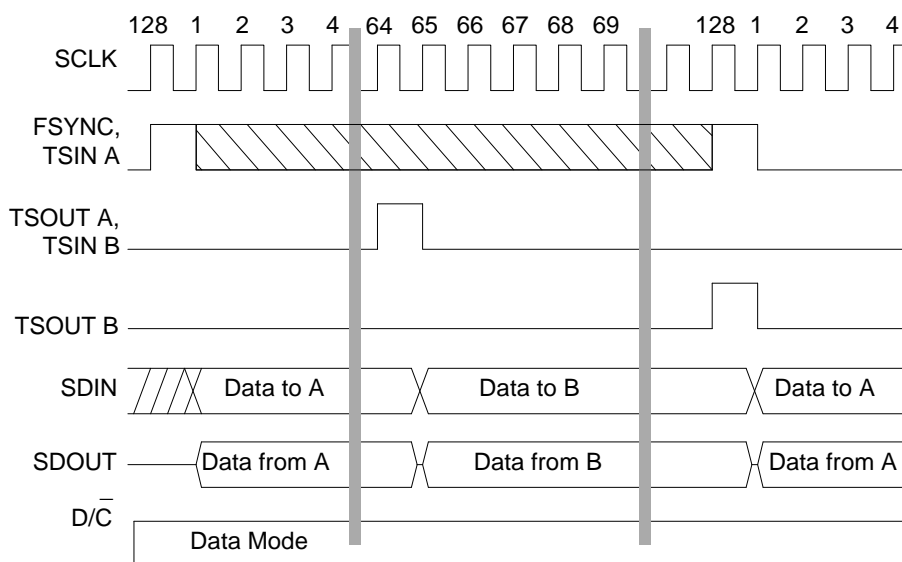 128 1 2 3 4 64 65 66 67 68 69 128 1 2 3 4
SCLK
FSYNC,
TSIN A
TSOUT A,
TSIN B
TSOUT B
SDIN Data to A Data to B Data to A
SDOUT Data from A Data from B Data from A
D/C̅
Data Mode